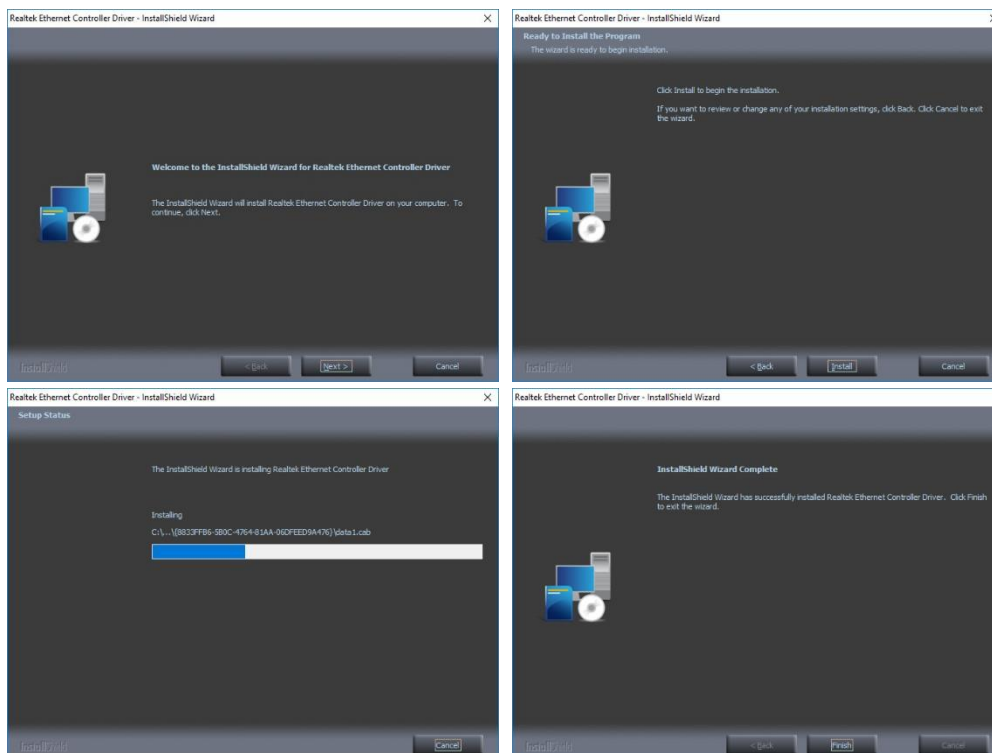 Realtek Ethernet Controller Driver - InstallShield Wizard
Welcome to the InstallShield Wizard for Realtek Ethernet Controller Driver
The InstallShield Wizard will install Realtek Ethernet Controller Driver on your computer. To
continue, click Next.
InstallShield
< Back
Next >
Cancel
Realtek Ethernet Controller Driver - InstallShield Wizard
Ready to Install the Program
The wizard is ready to begin installation.
Click Install to begin the installation.
If you want to review or change any of your installation settings, click Back. Click Cancel to exit
the wizard.
InstallShield
< Back
Install
Cancel
Realtek Ethernet Controller Driver - InstallShield Wizard
Setup Status
The InstallShield Wizard is installing Realtek Ethernet Controller Driver
Installing
C:\...\{8833FFB6-5B0C-4764-81AA-06DFEED9A476}\data1.cab
InstallShield
Cancel
Realtek Ethernet Controller Driver - InstallShield Wizard
InstallShield Wizard Complete
The InstallShield Wizard has successfully installed Realtek Ethernet Controller Driver. Click Finish
to exit the wizard.
InstallShield
< Back
Finish
Cancel